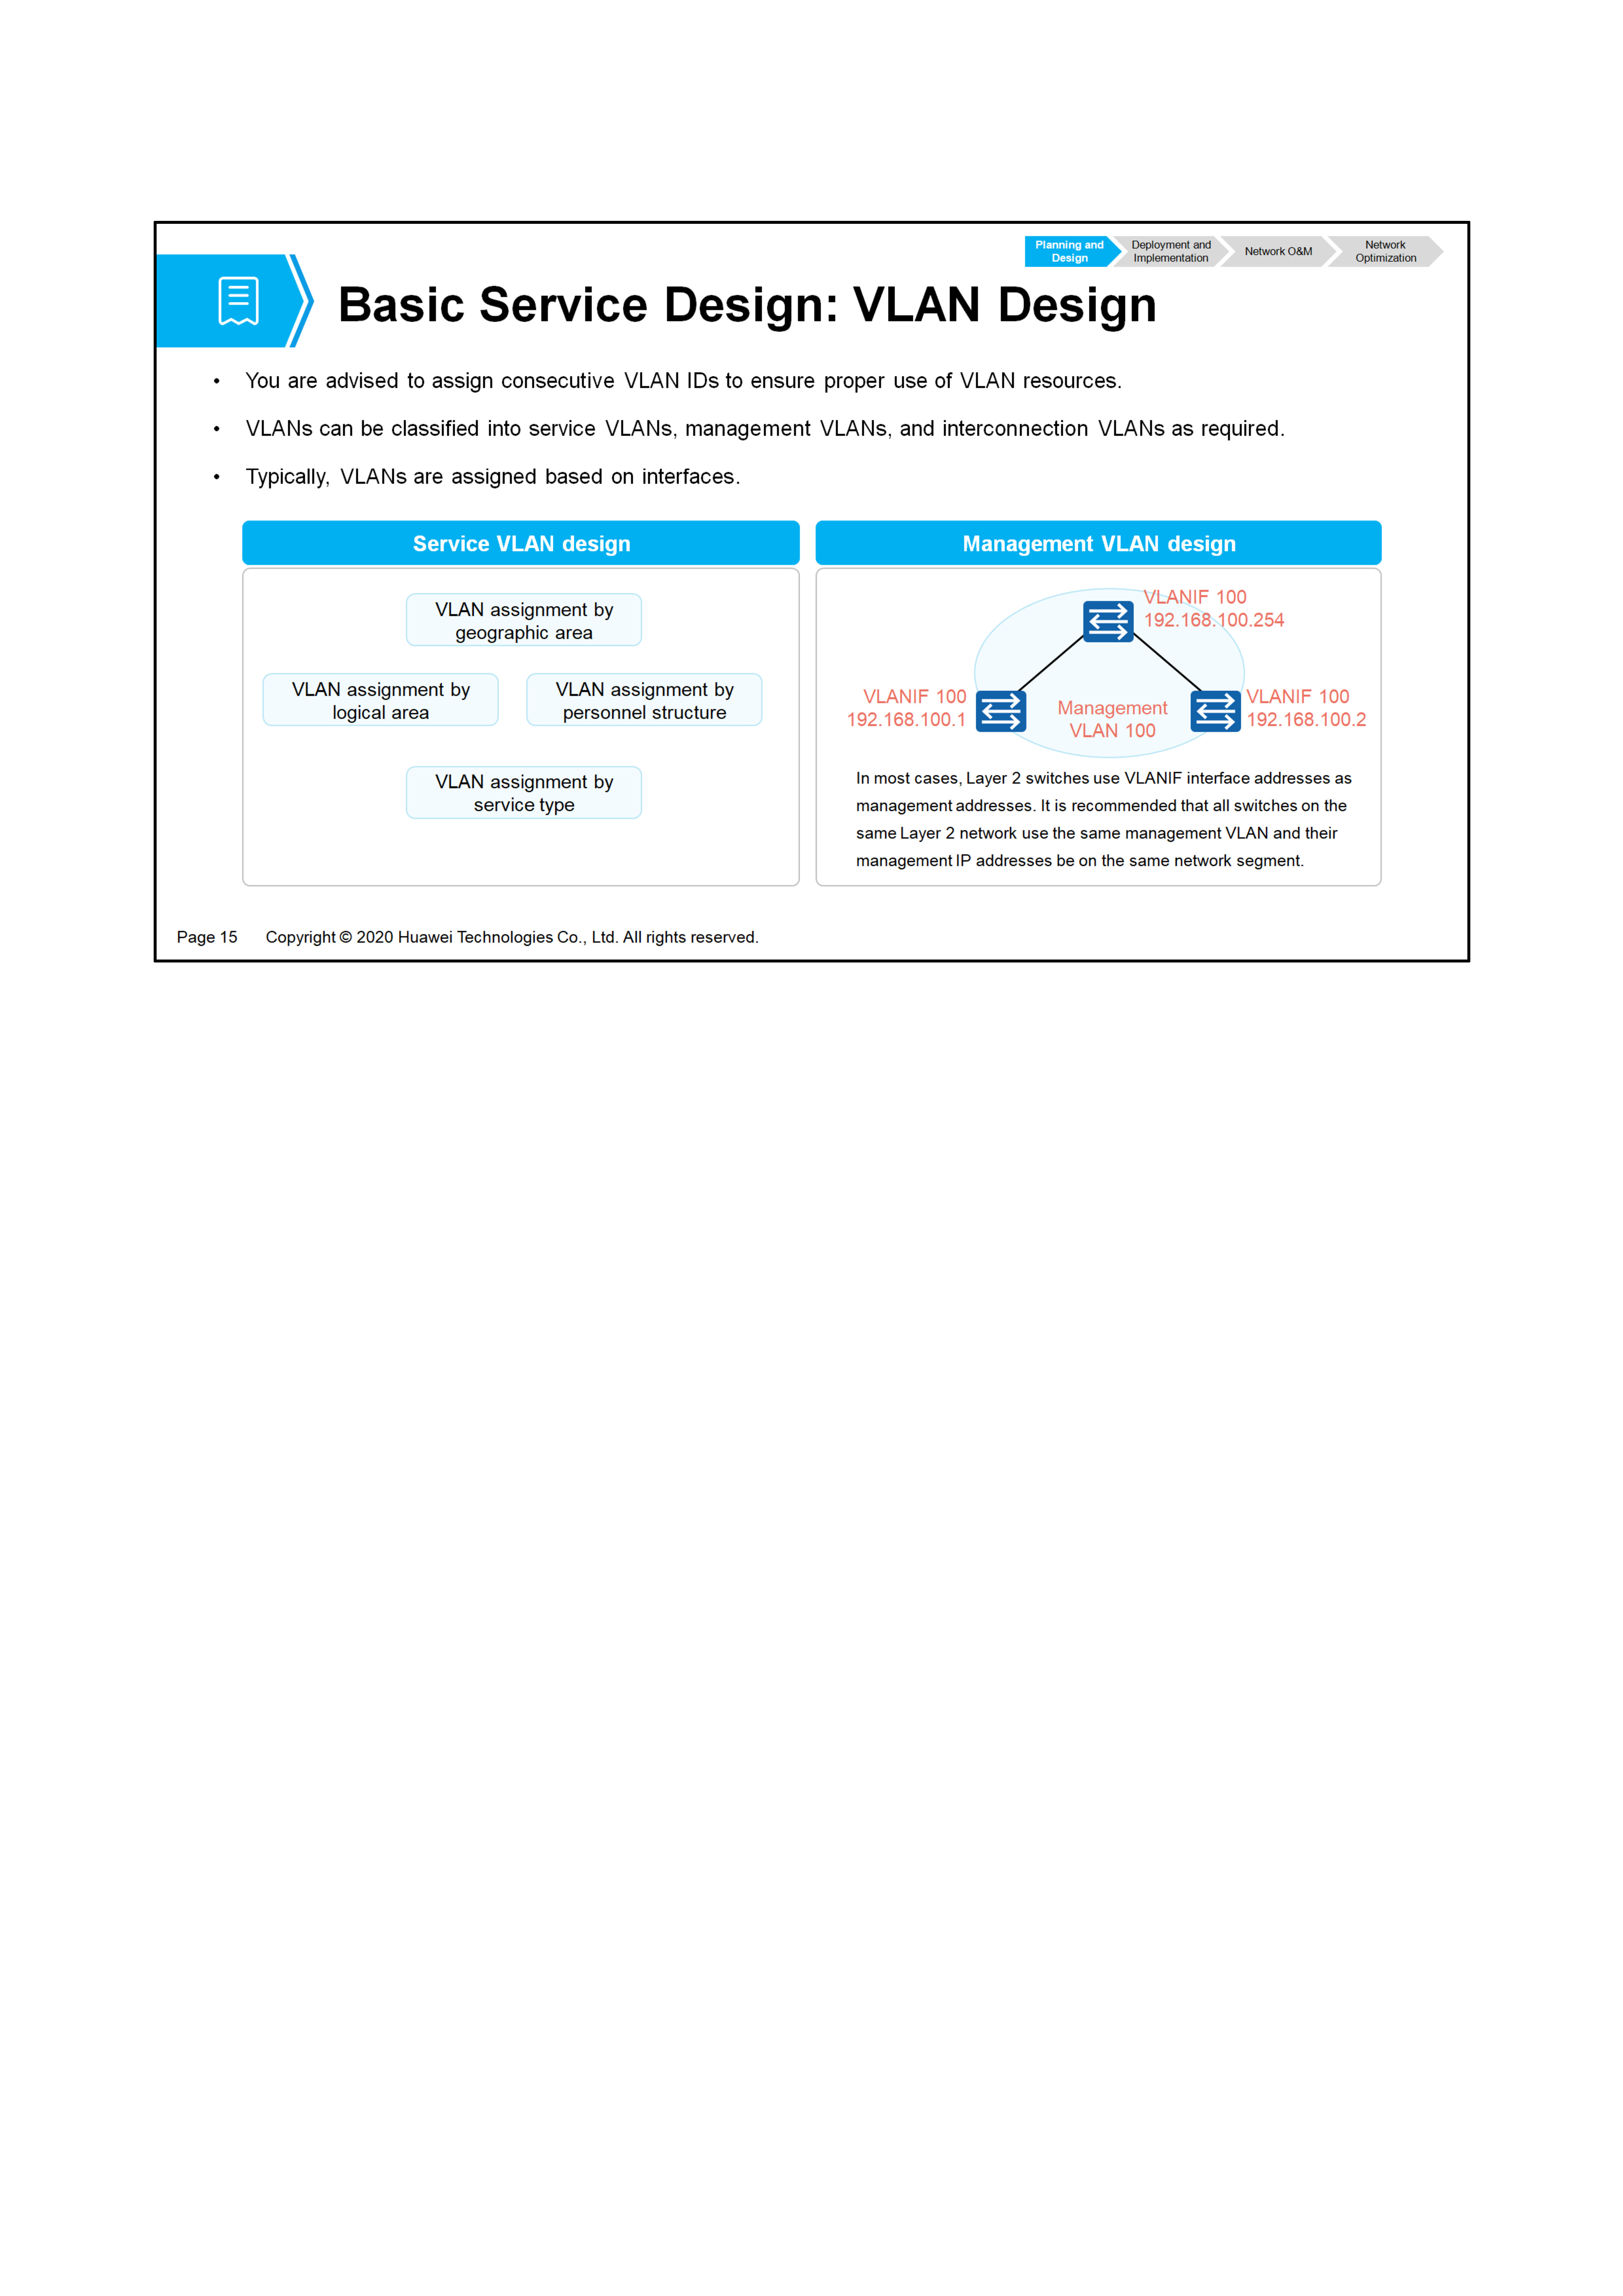 Planning and
Design
Deployment and
Implementation
Network O&M
Network
Optimization
Basic Service Design: VLAN Design
• You are advised to assign consecutive VLAN IDs to ensure proper use of VLAN resources.
• VLANs can be classified into service VLANs, management VLANs, and interconnection VLANs as required.
• Typically, VLANs are assigned based on interfaces.
Service VLAN design
VLAN assignment by
geographic area
VLAN assignment by
logical area
VLAN assignment by
personnel structure
VLAN assignment by
service type
Management VLAN design
VLANIF 100
192.168.100.254
VLANIF 100
192.168.100.1
Management
VLAN 100
VLANIF 100
192.168.100.2
In most cases, Layer 2 switches use VLANIF interface addresses as
management addresses. It is recommended that all switches on the
same Layer 2 network use the same management VLAN and their
management IP addresses be on the same network segment.
Page 15 Copyright © 2020 Huawei Technologies Co., Ltd. All rights reserved.